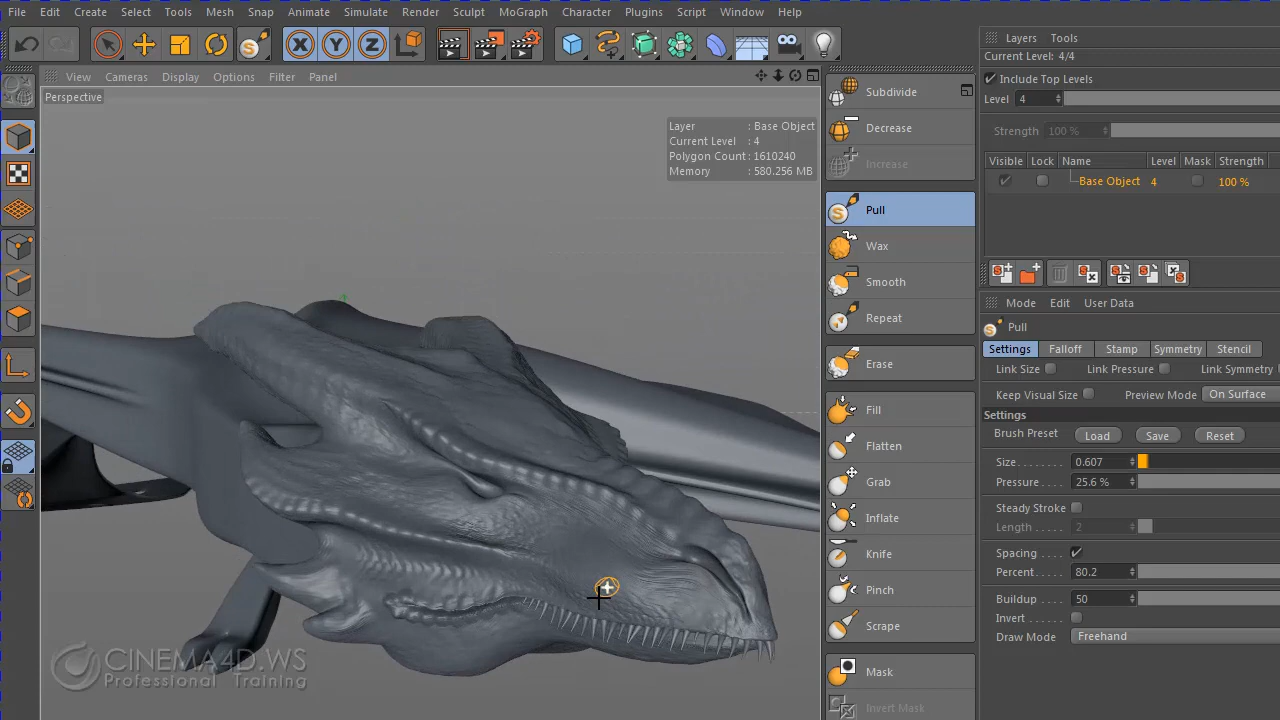 File Edit Create Select Tools Mesh Snap Animate Simulate Render Sculpt MoGraph Character Plugins Script Window Help
View Cameras Display Options Filter Panel
Perspective
Layer : Base Object
Current Level : 4
Polygon Count : 1610240
Memory : 580.256 MB
CINEMA4D.WS
Professional Training
Subdivide
Decrease
Increase
Pull
Wax
Smooth
Repeat
Erase
Fill
Flatten
Grab
Inflate
Knife
Pinch
Scrape
Mask
Invert Mask
Layers Tools
Current Level: 4/4
Include Top Levels
Level 4
Strength 100 %
Visible Lock Name Level Mask Strength
Base Object 4 100 %
Mode Edit User Data
Pull
Settings Falloff Stamp Symmetry Stencil
Link Size Link Pressure Link Symmetry
Keep Visual Size Preview Mode On Surface
Settings
Brush Preset Load Save Reset
Size 0.607
Pressure 25.6 %
Steady Stroke
Length 2
Spacing
Percent 80.2
Buildup 50
Invert
Draw Mode Freehand